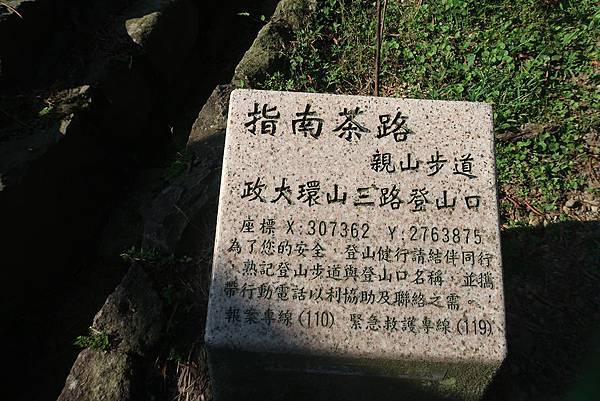 指南茶路
親山步道
政大環山三路登山口
座標 X:307362 Y:2763875
為了您的安全，登山健行請結伴同行
，熟記登山步道與登山口名稱，並攜
帶行動電話以利協助及聯絡之需。
報案專線(110) 緊急救護專線(119)